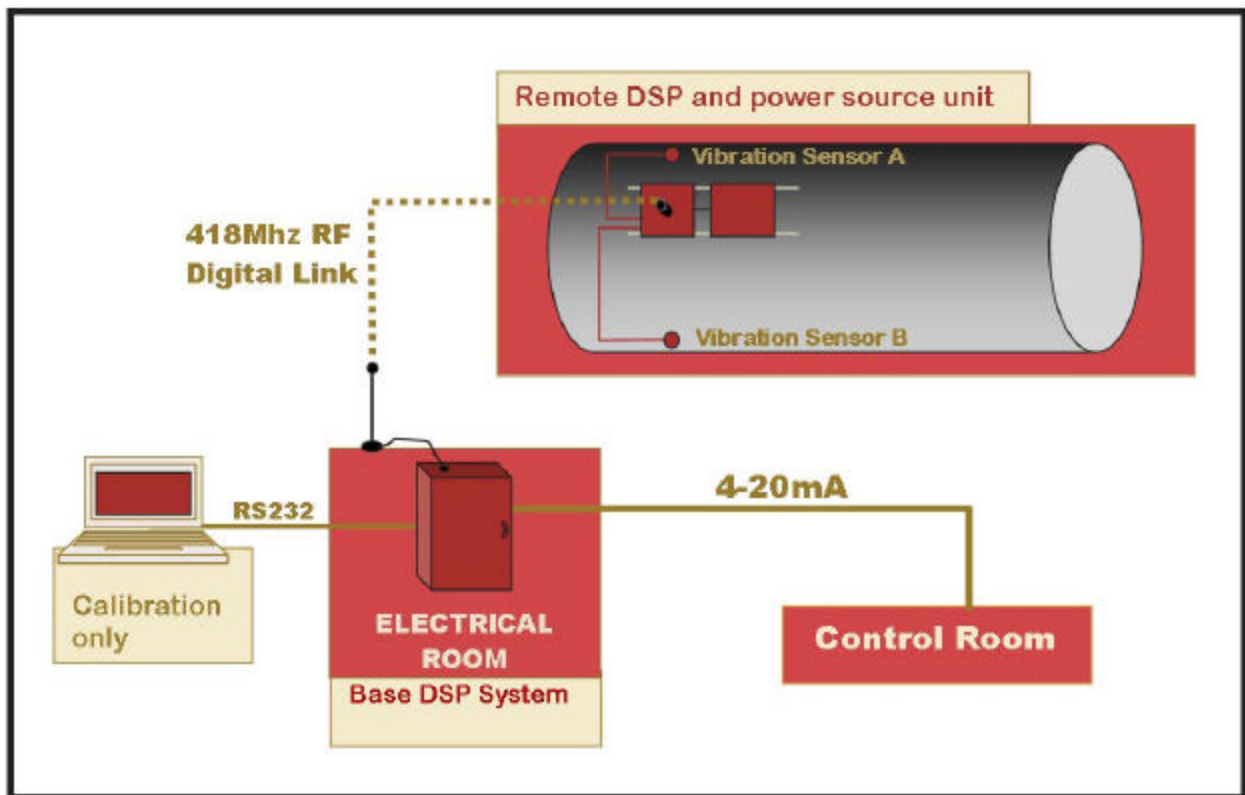 Remote DSP and power source unit
Vibration Sensor A
418Mhz RF
Digital Link
Vibration Sensor B
RS232
4-20mA
Calibration
only
ELECTRICAL
ROOM
Base DSP System
Control Room